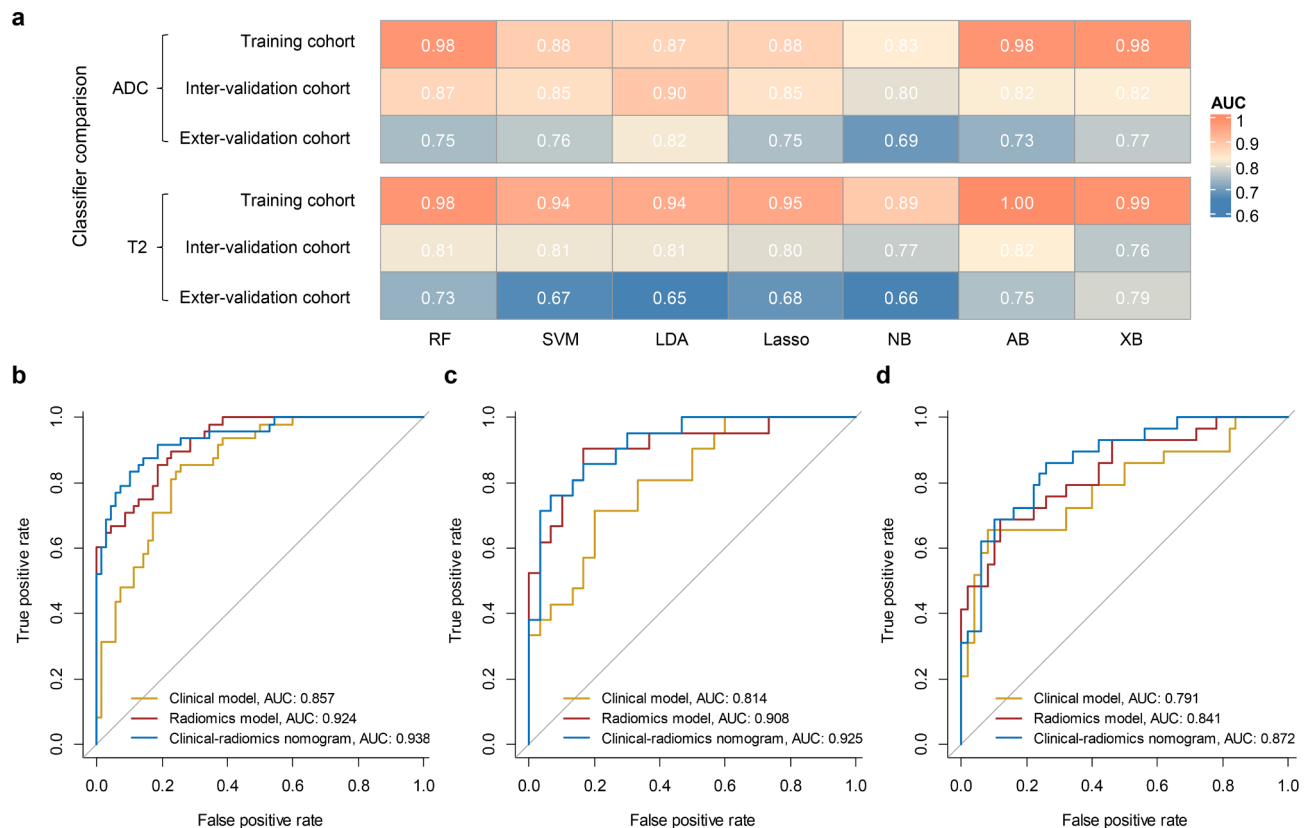 a
Classifier comparison
ADC
Training cohort
0.98 0.88 0.87 0.88 0.83 0.98 0.98
Inter-validation cohort
0.87 0.85 0.90 0.85 0.80 0.82 0.82
Exter-validation cohort
0.75 0.76 0.82 0.75 0.69 0.73 0.77
T2
Training cohort
0.98 0.94 0.94 0.95 0.89 1.00 0.99
Inter-validation cohort
0.81 0.81 0.81 0.80 0.77 0.82 0.76
Exter-validation cohort
0.73 0.67 0.65 0.68 0.66 0.75 0.79
RF SVM LDA Lasso NB AB XB
AUC
1
0.9
0.8
0.7
0.6
b
True positive rate
1.0
0.8
0.6
0.4
0.2
0.0
Clinical model, AUC: 0.857
Radiomics model, AUC: 0.924
Clinical-radiomics nomogram, AUC: 0.938
0.0 0.2 0.4 0.6 0.8 1.0
False positive rate
c
True positive rate
1.0
0.8
0.6
0.4
0.2
0.0
Clinical model, AUC: 0.814
Radiomics model, AUC: 0.908
Clinical-radiomics nomogram, AUC: 0.925
0.0 0.2 0.4 0.6 0.8 1.0
False positive rate
d
True positive rate
1.0
0.8
0.6
0.4
0.2
0.0
Clinical model, AUC: 0.791
Radiomics model, AUC: 0.841
Clinical-radiomics nomogram, AUC: 0.872
0.0 0.2 0.4 0.6 0.8 1.0
False positive rate